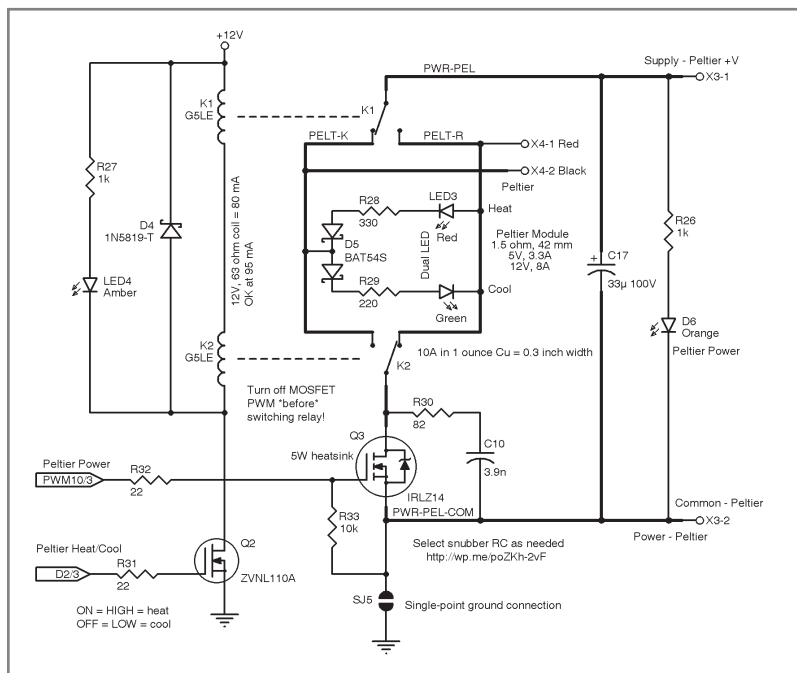 +12V
Supply - Peltier +V
PWR-PEL
X3-1
K1
G5LE
K1
PELT-K
PELT-R
X4-1 Red
X4-2 Black
Peltier
R27
1k
D4
1N5819-T
12V, 63 ohm coil = 80 mA
OK at 95 mA
R28
330
LED3
Red
Heat
D5
BAT54S
Dual LED
Peltier Module
1.5 ohm, 42 mm
5V, 3.3A
12V, 8A
R26
1k
+
C17
33µ 100V
R29
220
Cool
Green
LED4
Amber
D6
Orange
Peltier Power
K2
G5LE
K2
10A in 1 ounce Cu = 0.3 inch width
Turn off MOSFET
PWM *before*
switching relay!
R30
82
Q3
C10
3.9n
5W heatsink
IRLZ14
Peltier Power
PWM10/3
R32
22
PWR-PEL-COM
Common - Peltier
X3-2
Power - Peltier
R33
10k
Select snubber RC as needed
http://wp.me/poZKh-2vF
Peltier Heat/Cool
D2/3
R31
22
Q2
ZVNL110A
SJ5
Single-point ground connection
ON = HIGH = heat
OFF = LOW = cool